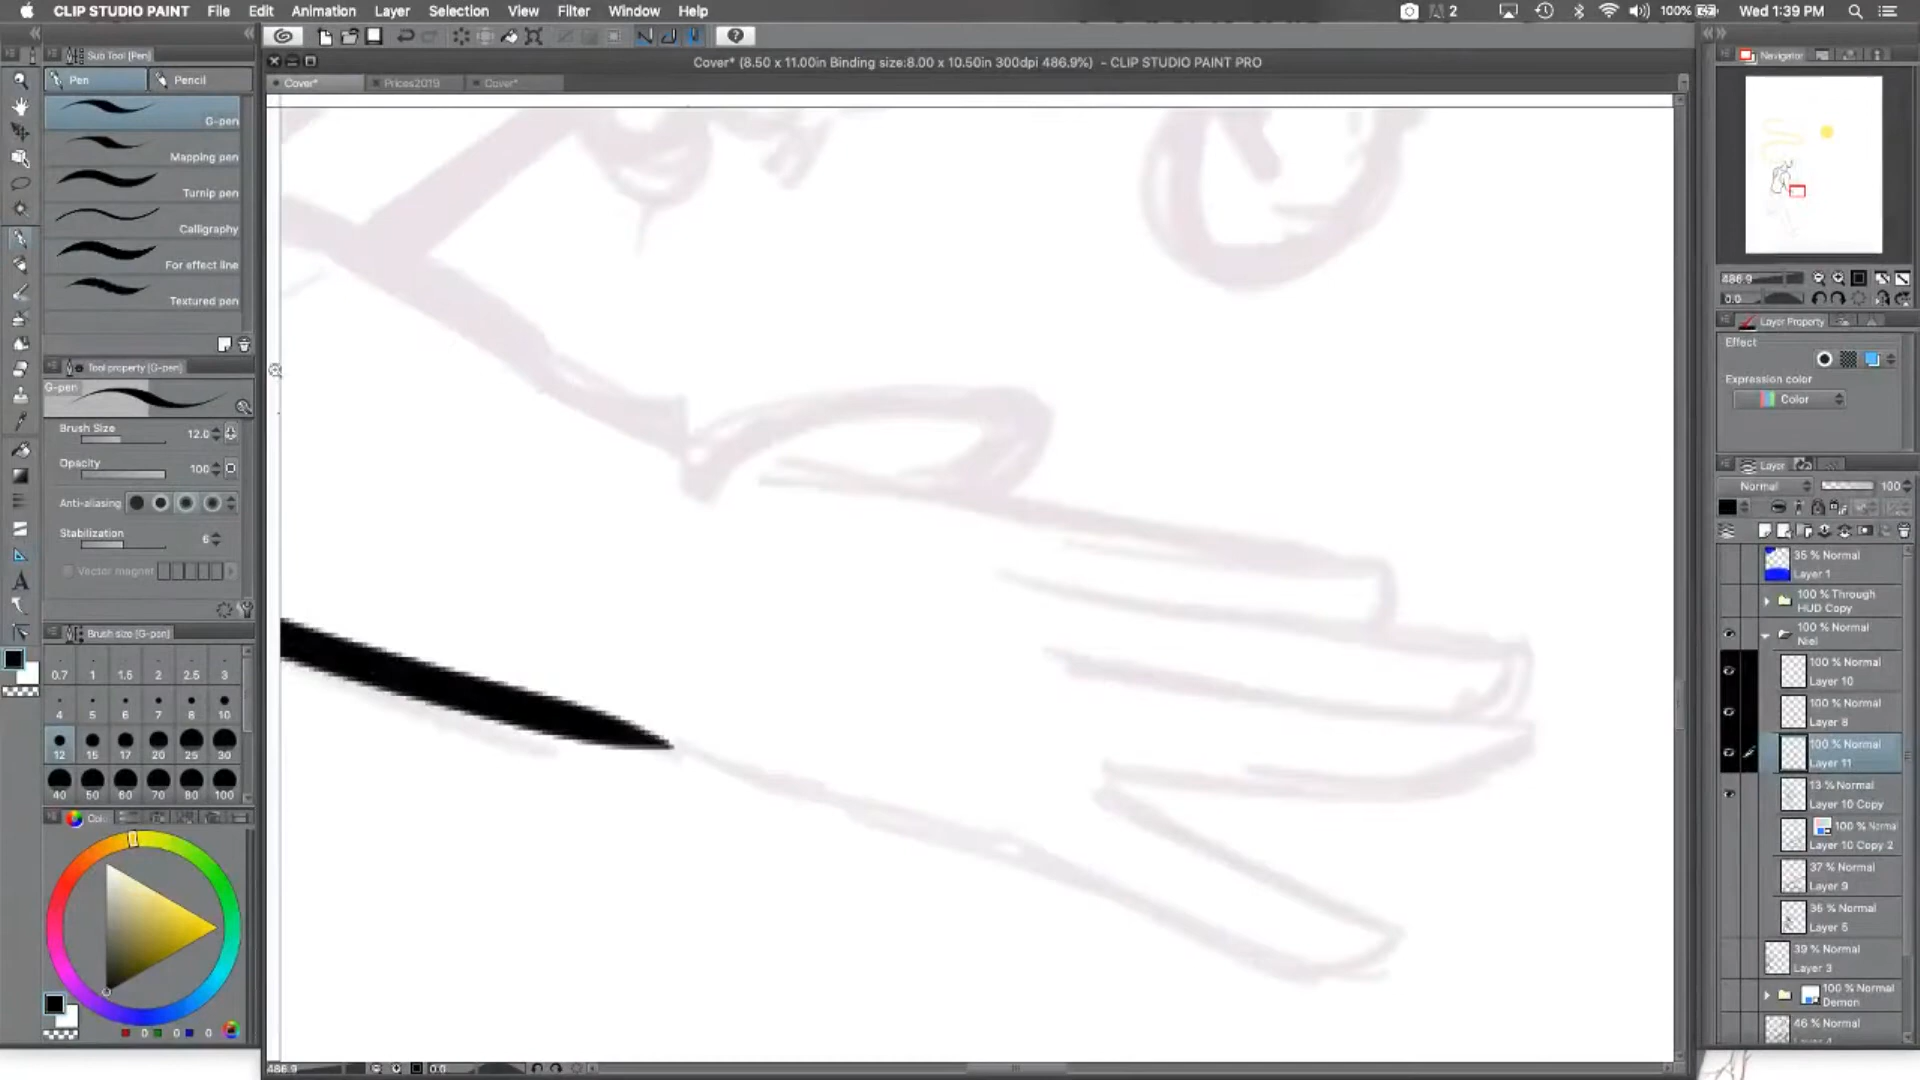 CLIP STUDIO PAINT File Edit Animation Layer Selection View Filter Window Help 2 100% Wed 1:39 PM
Sub Tool [Pen]
Pen Pencil
G-pen
Mapping pen
Turnip pen
Calligraphy
For effect line
Textured pen
Tool property [G-pen]
G-pen
Brush Size 12.0
Opacity 100
Anti-aliasing
Stabilization 6
Vector magnet
Brush size [G-pen]
0.7 1 1.5 2 2.5 3
4 5 6 7 8 10
12 15 17 20 25 30
40 50 60 70 80 100
0 0 0
Cover* (8.50 x 11.00in Binding size:8.00 x 10.50in 300dpi 486.9%) - CLIP STUDIO PAINT PRO
Cover* Prices2019 Cover*
486.9 0.0
Navigator
486.9
0.0
Layer Property
Effect
Expression color
Color
Layer
Normal 100
35 % Normal
Layer 1
100 % Through
HUD Copy
100 % Normal
Niel
100 % Normal
Layer 10
100 % Normal
Layer 8
100 % Normal
Layer 11
13 % Normal
Layer 10 Copy
100 % Normal
Layer 10 Copy 2
37 % Normal
Layer 9
36 % Normal
Layer 5
39 % Normal
Layer 3
100 % Normal
Demon
46 % Normal